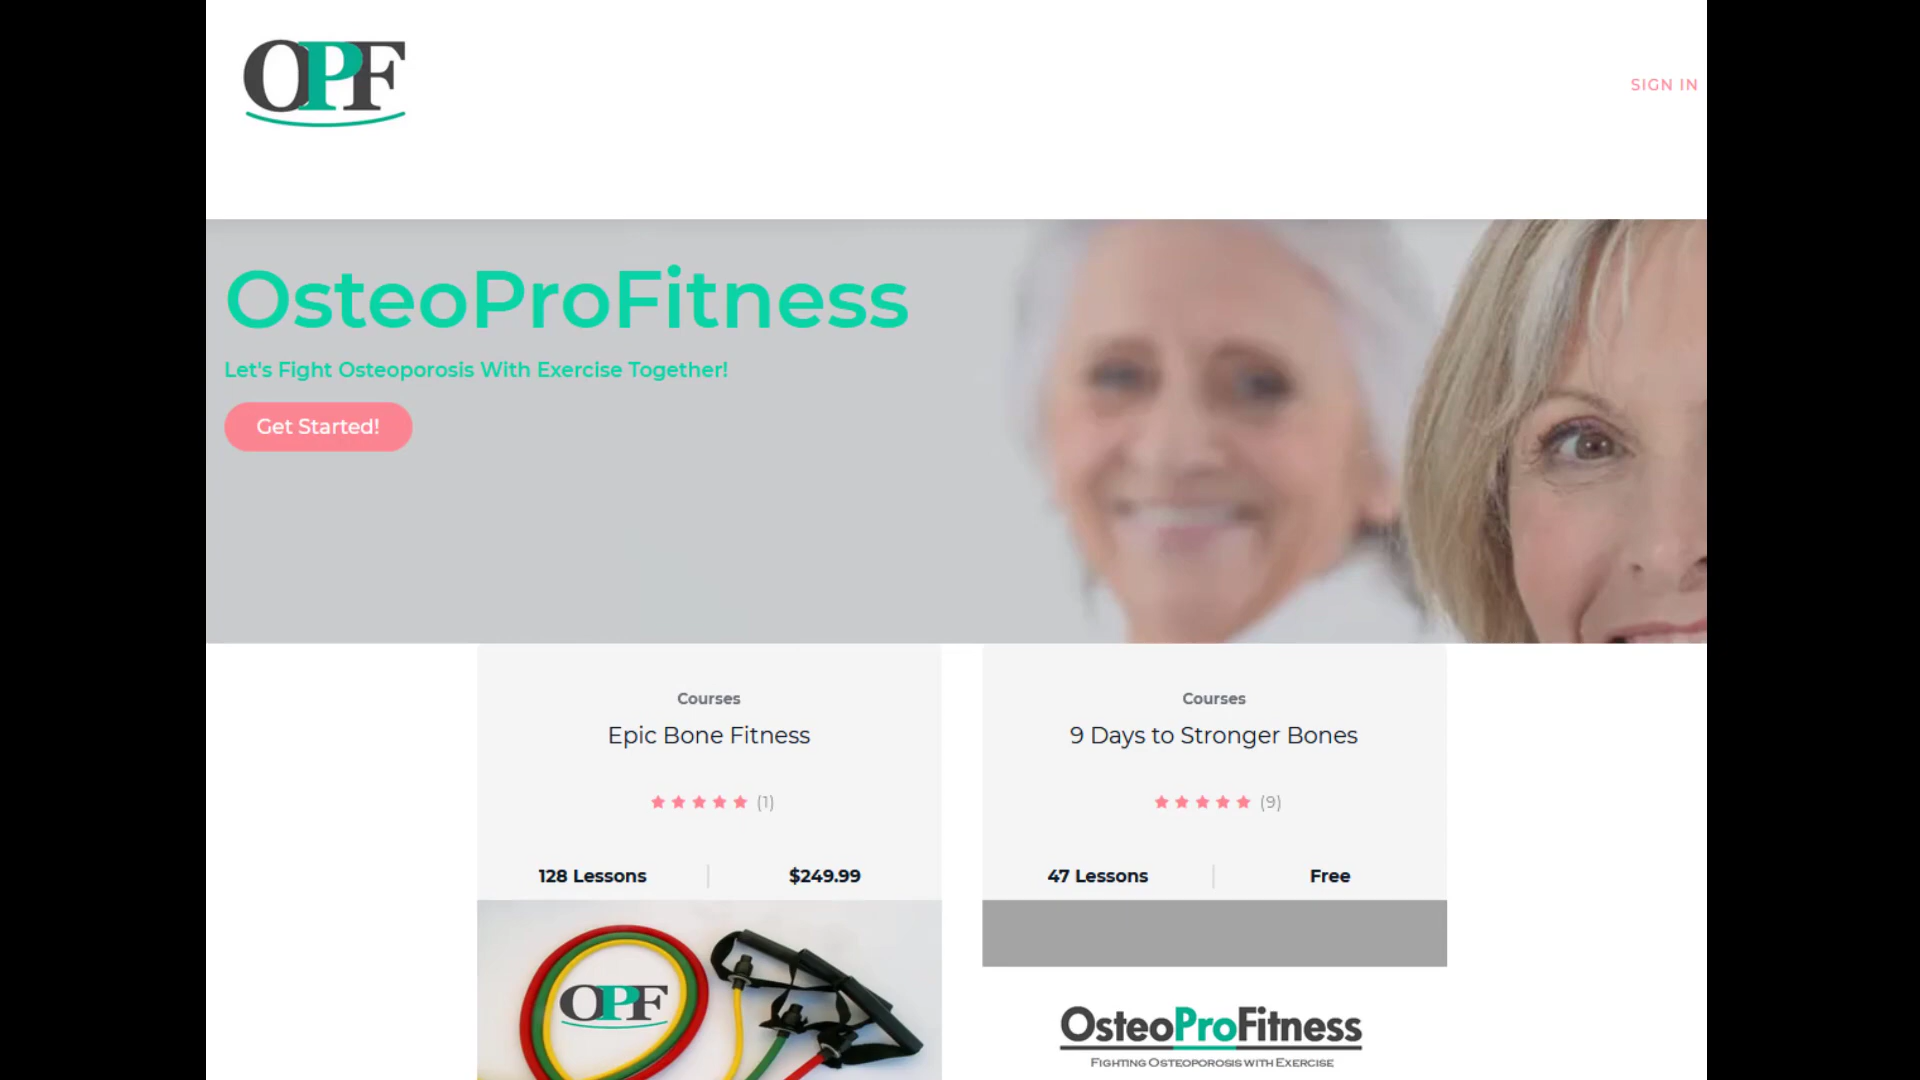 OPF
SIGN IN
OsteoProFitness
Let's Fight Osteoporosis With Exercise Together!
Get Started!
Courses
Epic Bone Fitness
(1)
128 Lessons
$249.99
Courses
9 Days to Stronger Bones
(9)
47 Lessons
Free
OPF
OsteoProFitness
Fighting Osteoporosis with Exercise